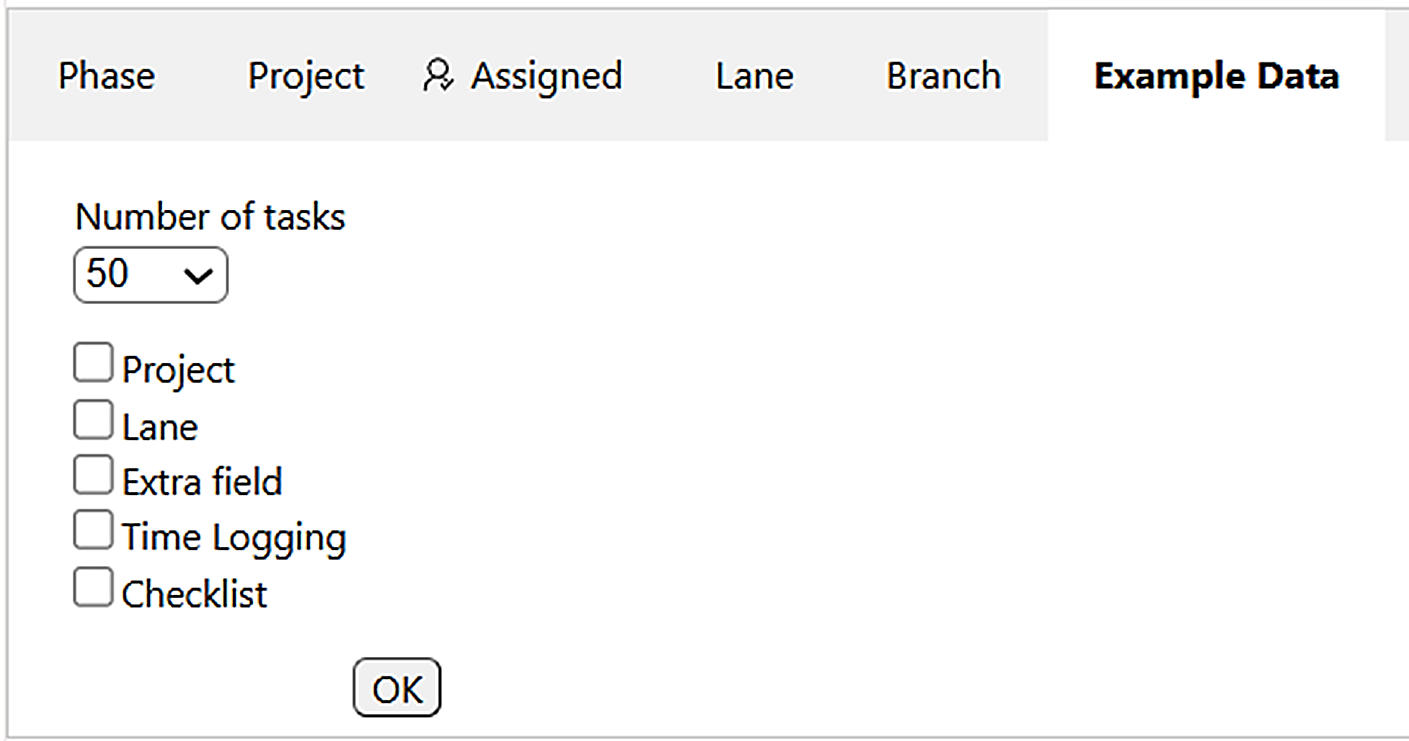 Phase Project Assigned Lane Branch Example Data
Number of tasks
50
Project
Lane
Extra field
Time Logging
Checklist
OK